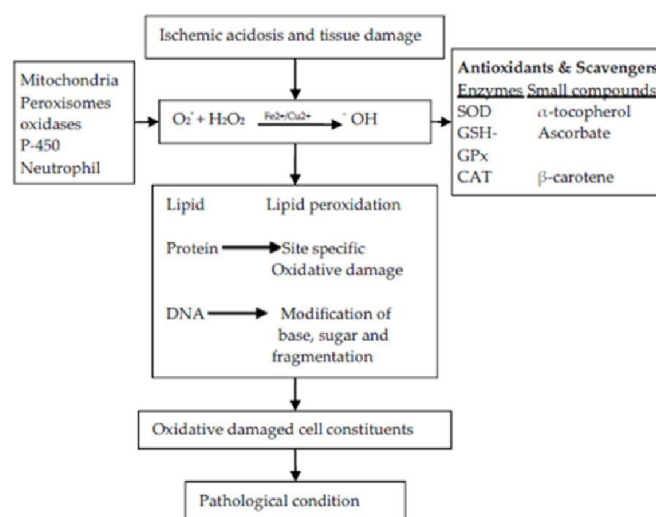 Ischemic acidosis and tissue damage
Mitochondria
Peroxisomes
oxidases
P-450
Neutrophil
O₂⁻ + H₂O₂ Fe2+/Cu2+ ⁻ OH
Antioxidants & Scavengers
Enzymes Small compounds
SOD α-tocopherol
GSH- Ascorbate
GPx
CAT β-carotene
Lipid Lipid peroxidation
Protein Site specific
Oxidative damage
DNA Modification of
base, sugar and
fragmentation
Oxidative damaged cell constituents
Pathological condition